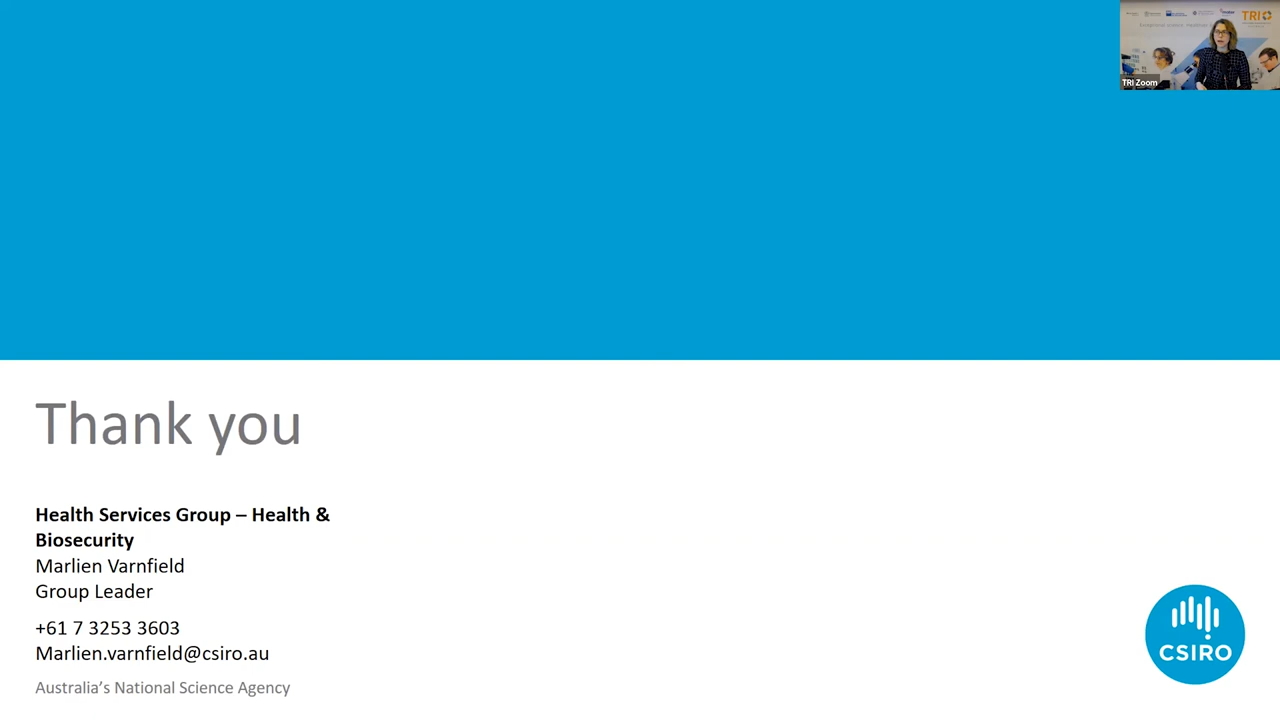 TRI
TRI Zoom
Thank you
Health Services Group – Health &
Biosecurity
Marlien Varnfield
Group Leader
+61 7 3253 3603
Marlien.varnfield@csiro.au
Australia's National Science Agency
CSIRO